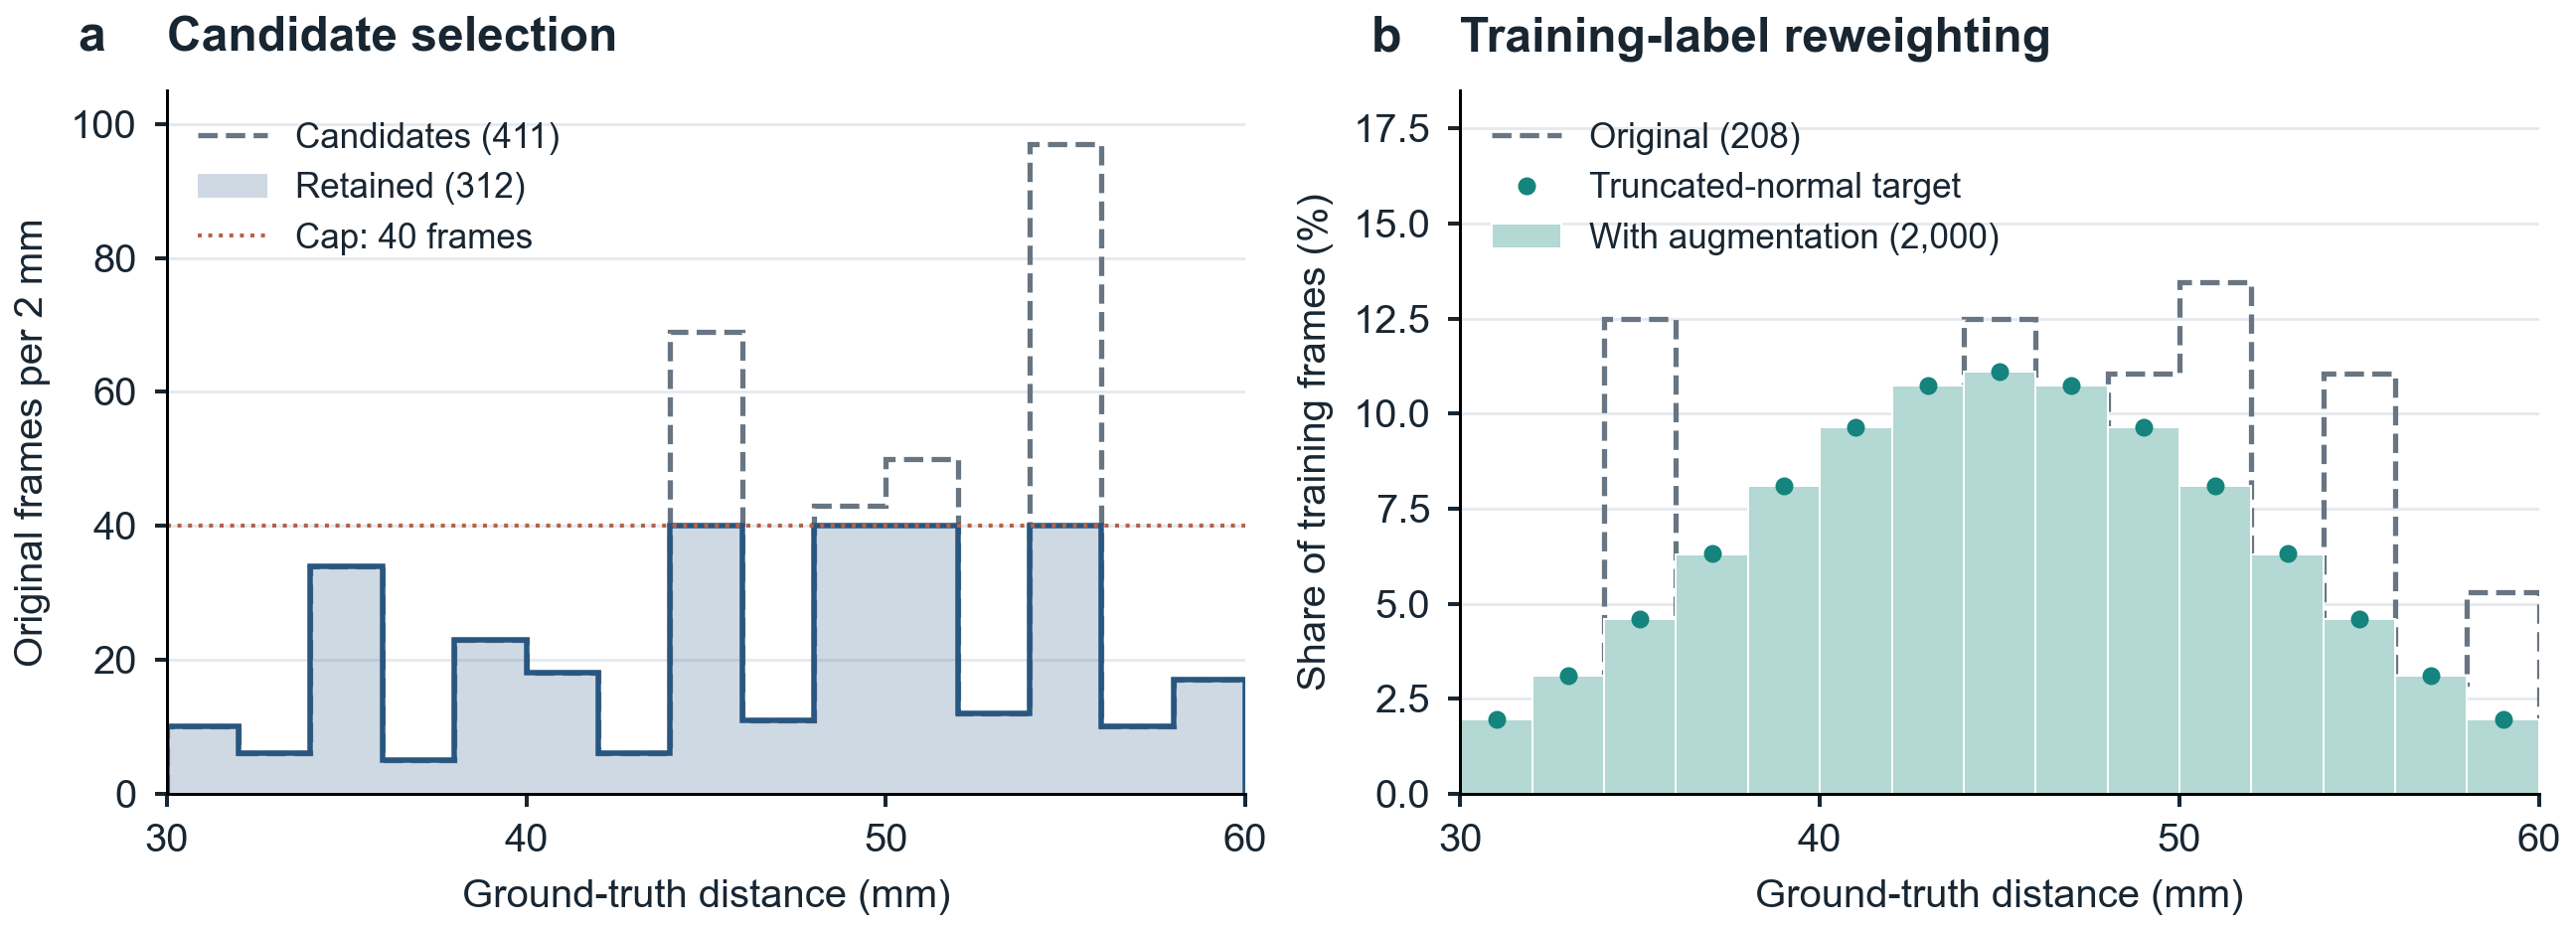 a Candidate selection
Original frames per 2 mm
100
80
60
40
20
0
Candidates (411)
Retained (312)
Cap: 40 frames
30 40 50 60
Ground-truth distance (mm)
b Training-label reweighting
Share of training frames (%)
17.5
15.0
12.5
10.0
7.5
5.0
2.5
0.0
Original (208)
Truncated-normal target
With augmentation (2,000)
30 40 50 60
Ground-truth distance (mm)